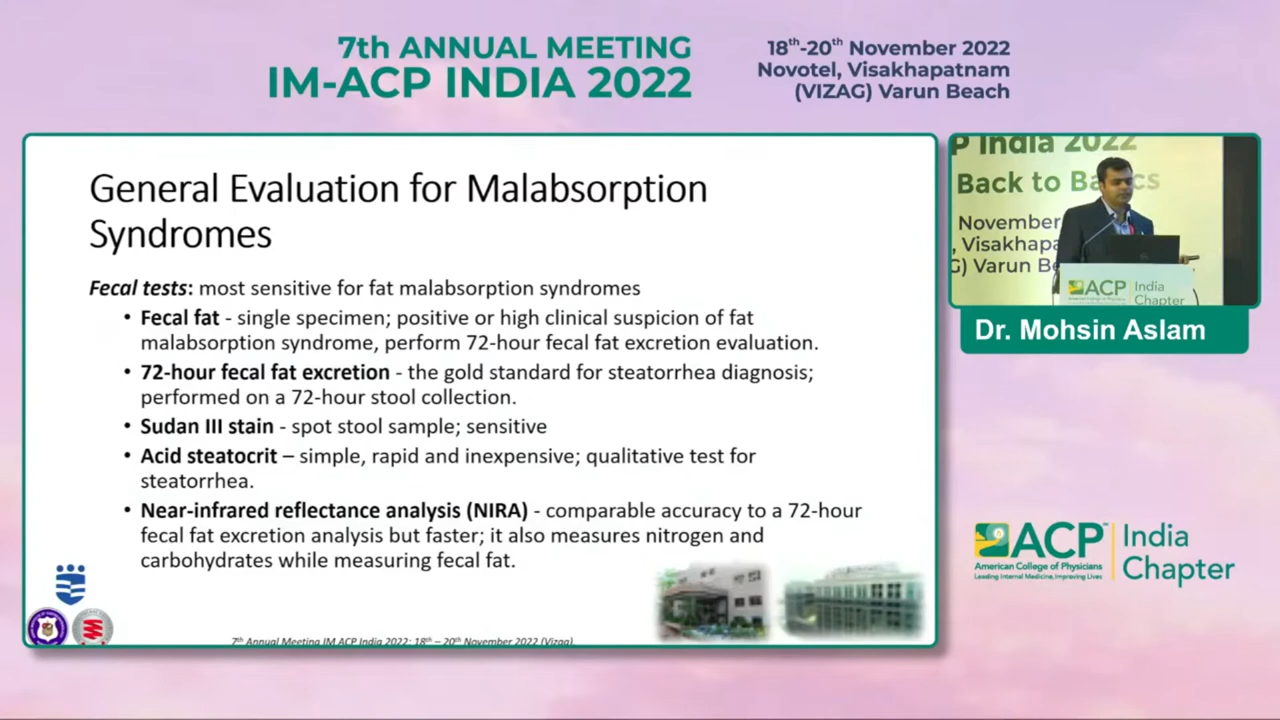 7th ANNUAL MEETING
IM-ACP INDIA 2022
18th-20th November 2022
Novotel, Visakhapatnam
(VIZAG) Varun Beach
General Evaluation for Malabsorption
Syndromes
Fecal tests: most sensitive for fat malabsorption syndromes
• Fecal fat - single specimen; positive or high clinical suspicion of fat
malabsorption syndrome, perform 72-hour fecal fat excretion evaluation.
• 72-hour fecal fat excretion - the gold standard for steatorrhea diagnosis;
performed on a 72-hour stool collection.
• Sudan III stain - spot stool sample; sensitive
• Acid steatocrit – simple, rapid and inexpensive; qualitative test for
steatorrhea.
• Near-infrared reflectance analysis (NIRA) - comparable accuracy to a 72-hour
fecal fat excretion analysis but faster; it also measures nitrogen and
carbohydrates while measuring fecal fat.
7th Annual Meeting IM ACP India 2022: 18th – 20th November 2022 (Vizag).
P India 2022
Back to Ba cs
November
, Visakhapa
G) Varun Be
ACP India
Chapter
Dr. Mohsin Aslam
ACP™ India
American College of Physicians Chapter
Leading Internal Medicine, Improving Lives